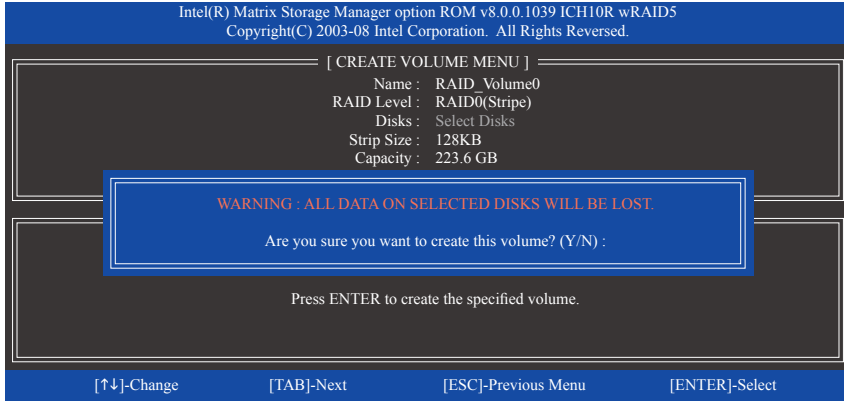 Intel(R) Matrix Storage Manager option ROM v8.0.0.1039 ICH10R wRAID5
Copyright(C) 2003-08 Intel Corporation. All Rights Reversed.
[ CREATE VOLUME MENU ]
Name : RAID_Volume0
RAID Level : RAID0(Stripe)
Disks : Select Disks
Strip Size : 128KB
Capacity : 223.6 GB
WARNING : ALL DATA ON SELECTED DISKS WILL BE LOST.
Are you sure you want to create this volume? (Y/N) :
Press ENTER to create the specified volume.
[↑↓]-Change [TAB]-Next [ESC]-Previous Menu [ENTER]-Select